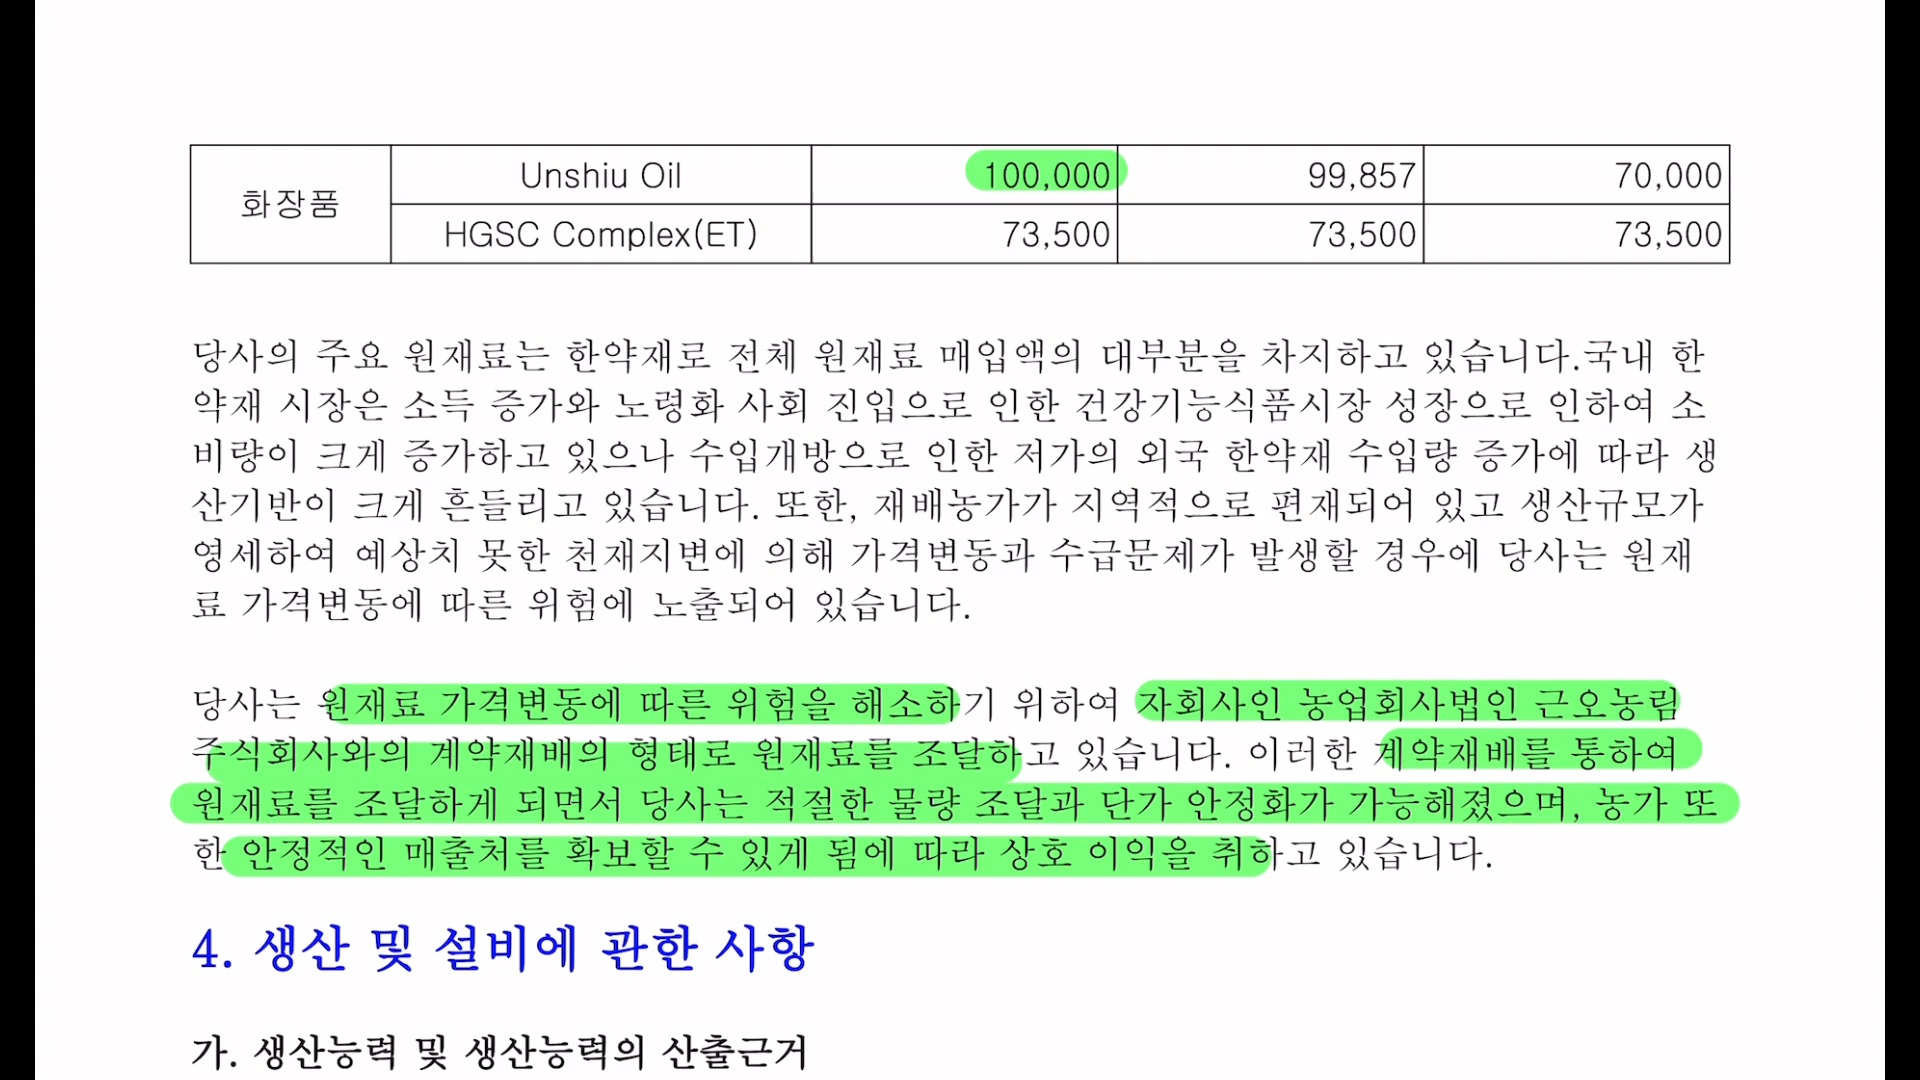 화장품 Unshiu Oil 100,000 99,857 70,000
HGSC Complex(ET) 73,500 73,500 73,500
당사의 주요 원재료는 한약재로 전체 원재료 매입액의 대부분을 차지하고 있습니다.국내 한
약재 시장은 소득 증가와 노령화 사회 진입으로 인한 건강기능식품시장 성장으로 인하여 소
비량이 크게 증가하고 있으나 수입개방으로 인한 저가의 외국 한약재 수입량 증가에 따라 생
산기반이 크게 흔들리고 있습니다. 또한, 재배농가가 지역적으로 편재되어 있고 생산규모가
영세하여 예상치 못한 천재지변에 의해 가격변동과 수급문제가 발생할 경우에 당사는 원재
료 가격변동에 따른 위험에 노출되어 있습니다.
당사는 원재료 가격변동에 따른 위험을 해소하기 위하여 자회사인 농업회사법인 근오농림
주식회사와의 계약재배의 형태로 원재료를 조달하고 있습니다. 이러한 계약재배를 통하여
원재료를 조달하게 되면서 당사는 적절한 물량 조달과 단가 안정화가 가능해졌으며, 농가 또
한 안정적인 매출처를 확보할 수 있게 됨에 따라 상호 이익을 취하고 있습니다.
4. 생산 및 설비에 관한 사항
가. 생산능력 및 생산능력의 산출근거